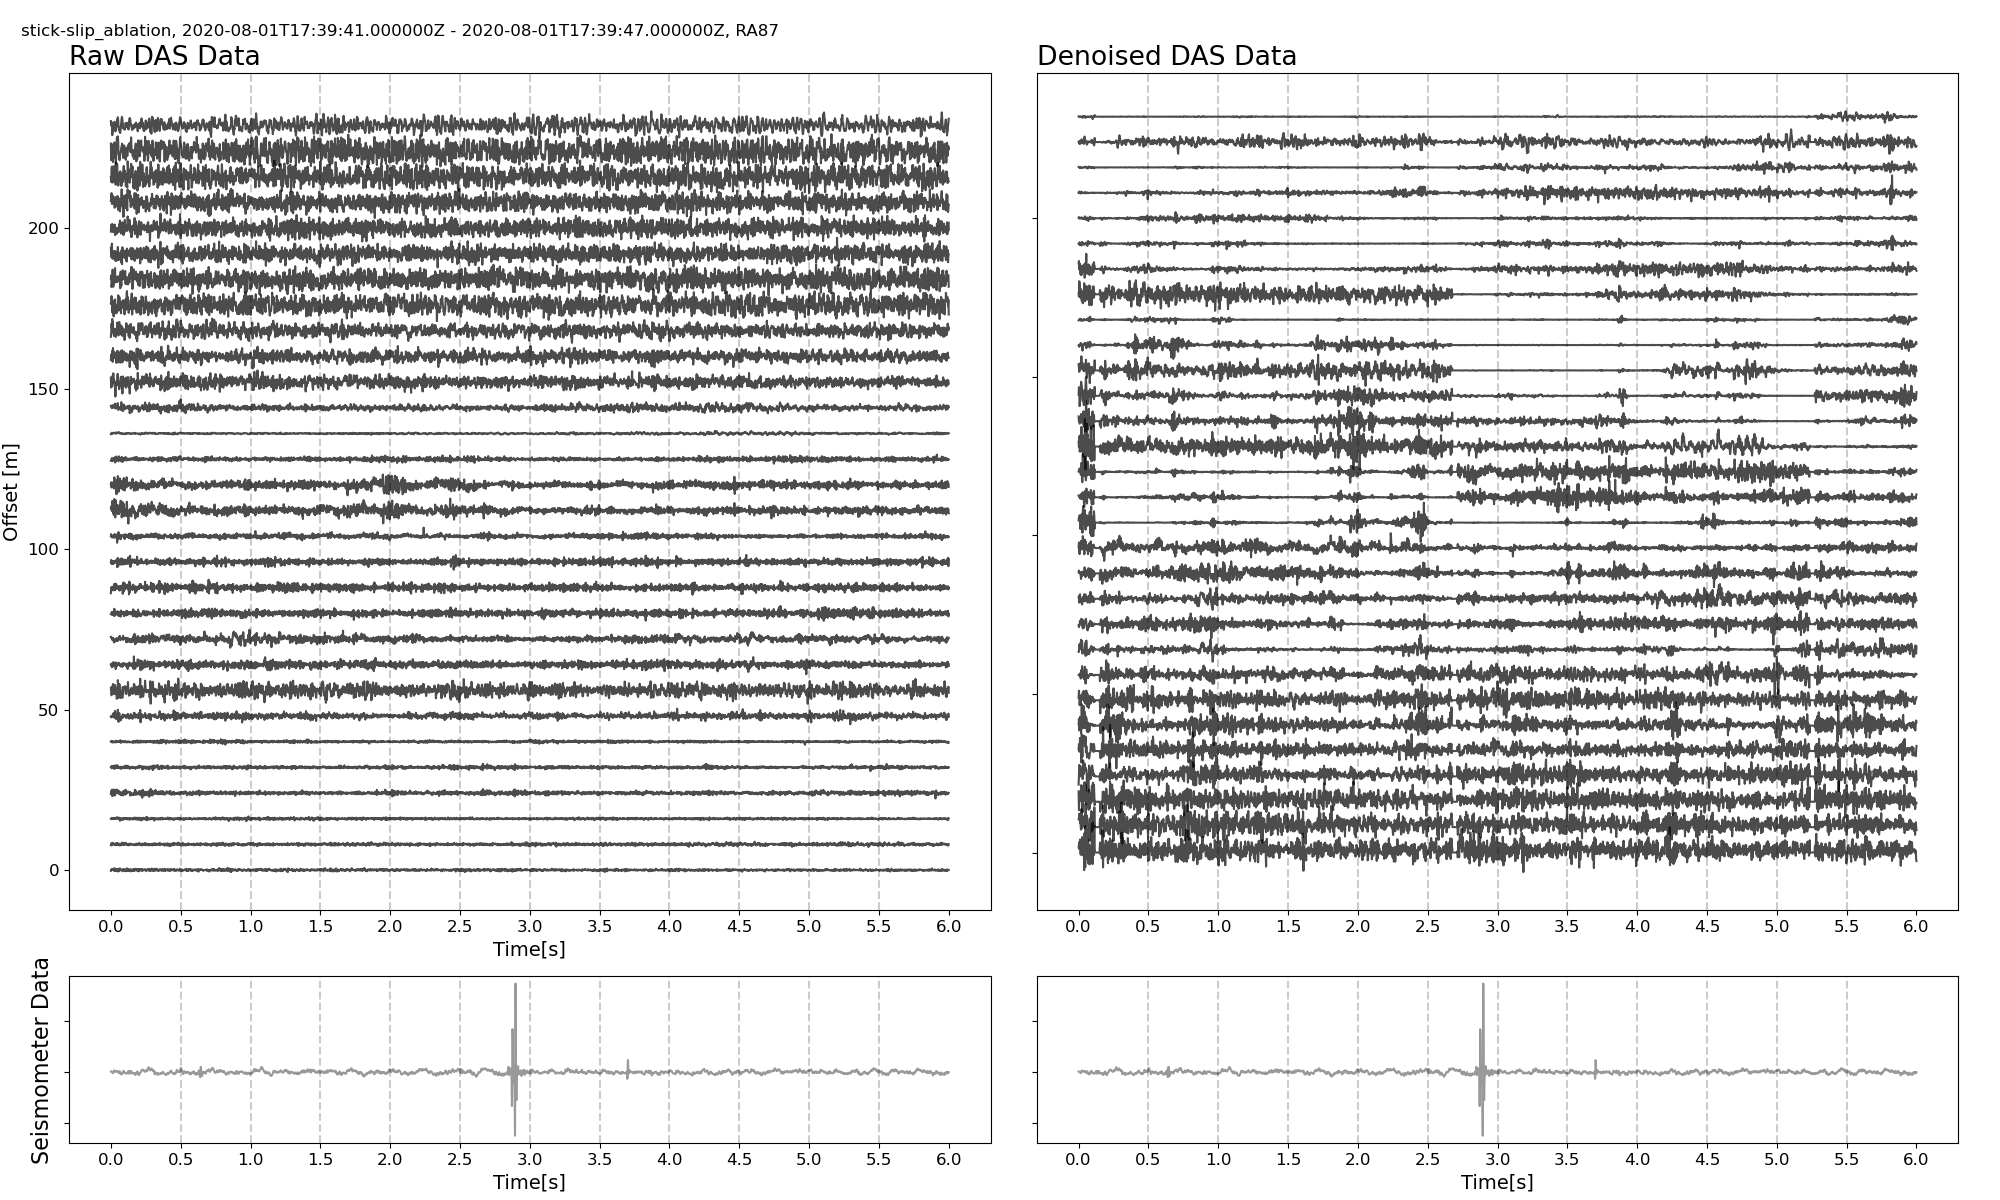 stick-slip_ablation, 2020-08-01T17:39:41.000000Z - 2020-08-01T17:39:47.000000Z, RA87
Raw DAS Data
Denoised DAS Data
Offset [m]
200
150
100
50
0
0.0 0.5 1.0 1.5 2.0 2.5 3.0 3.5 4.0 4.5 5.0 5.5 6.0
Time[s]
0.0 0.5 1.0 1.5 2.0 2.5 3.0 3.5 4.0 4.5 5.0 5.5 6.0
Seismometer Data
0.0 0.5 1.0 1.5 2.0 2.5 3.0 3.5 4.0 4.5 5.0 5.5 6.0
Time[s]
0.0 0.5 1.0 1.5 2.0 2.5 3.0 3.5 4.0 4.5 5.0 5.5 6.0
Time[s]